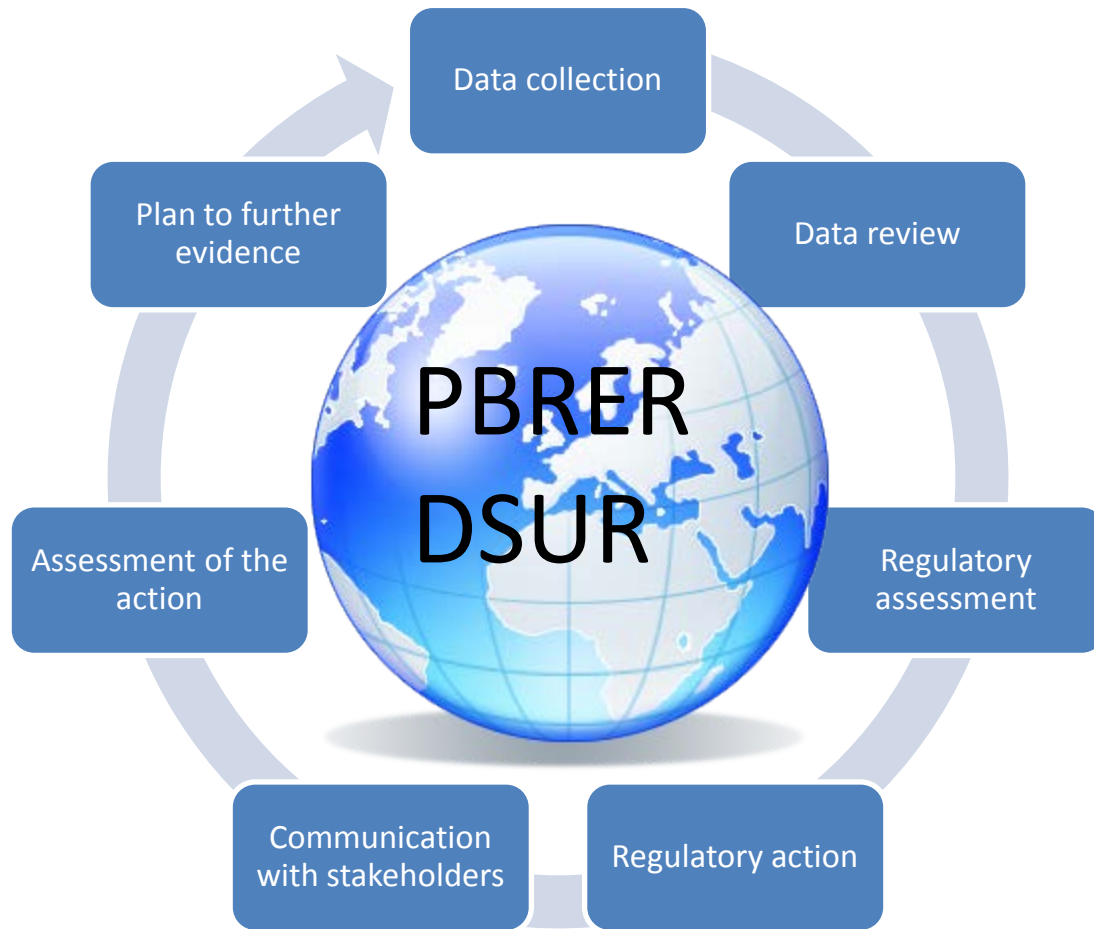 Data collection
Data review
Regulatory
assessment
Regulatory action
Communication
with stakeholders
Assessment of the
action
Plan to further
evidence
PBRER
DSUR